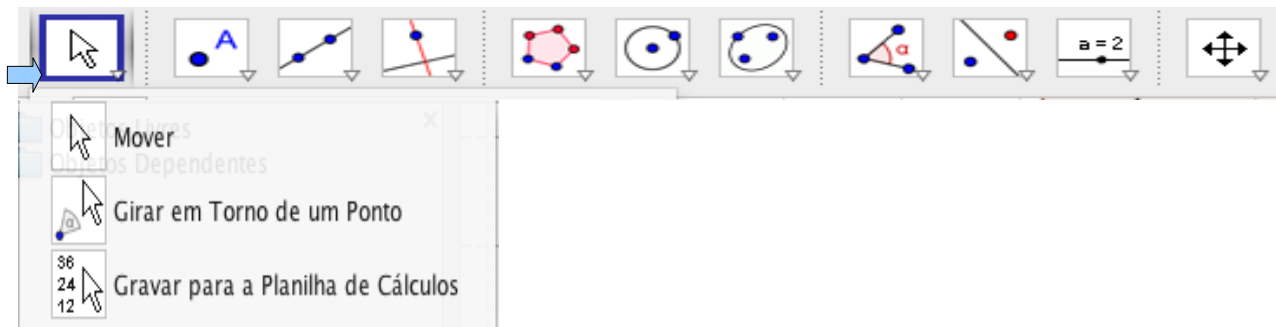 A
α
a = 2
Objetos Livres
Mover
Objetos Dependentes
α
Girar em Torno de um Ponto
36
24
12
Gravar para a Planilha de Cálculos